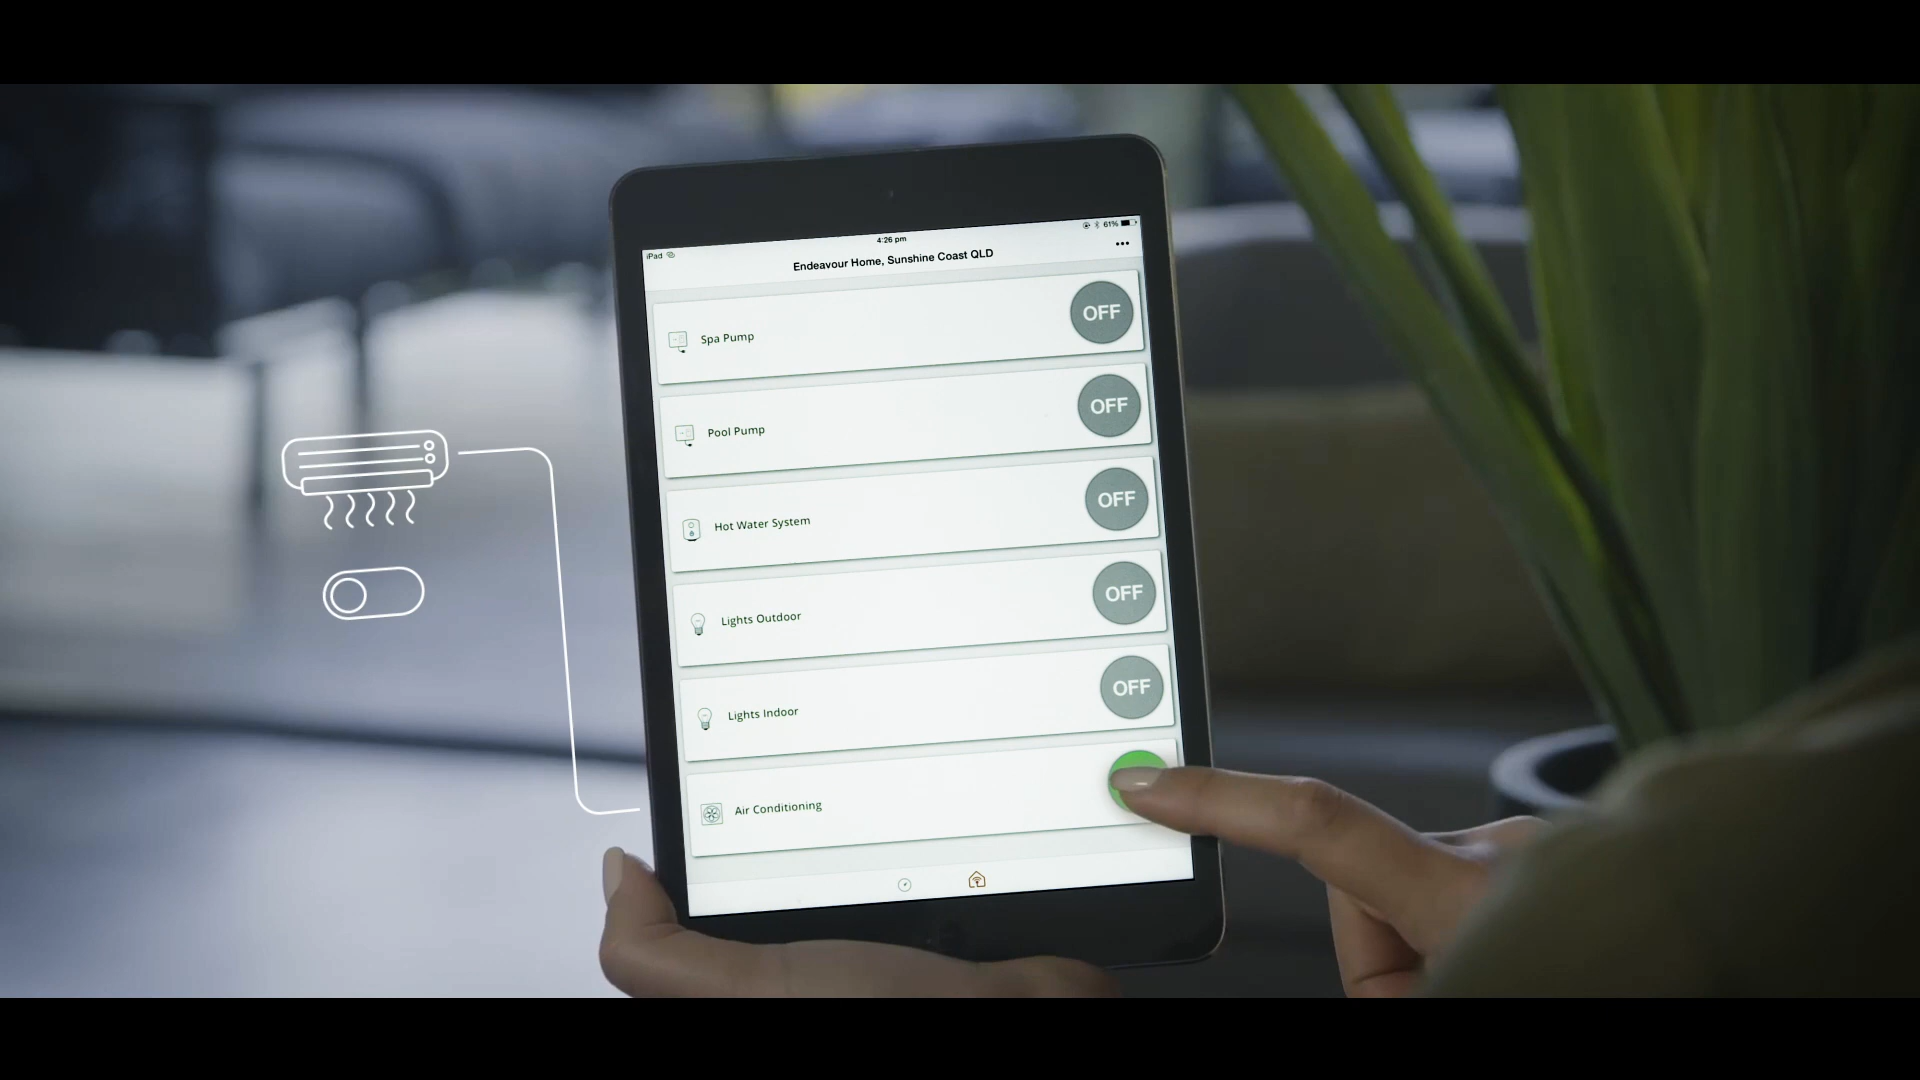 iPad
4:26 pm
61%
Endeavour Home, Sunshine Coast QLD
Spa Pump
OFF
Pool Pump
OFF
Hot Water System
OFF
Lights Outdoor
OFF
Lights Indoor
OFF
Air Conditioning